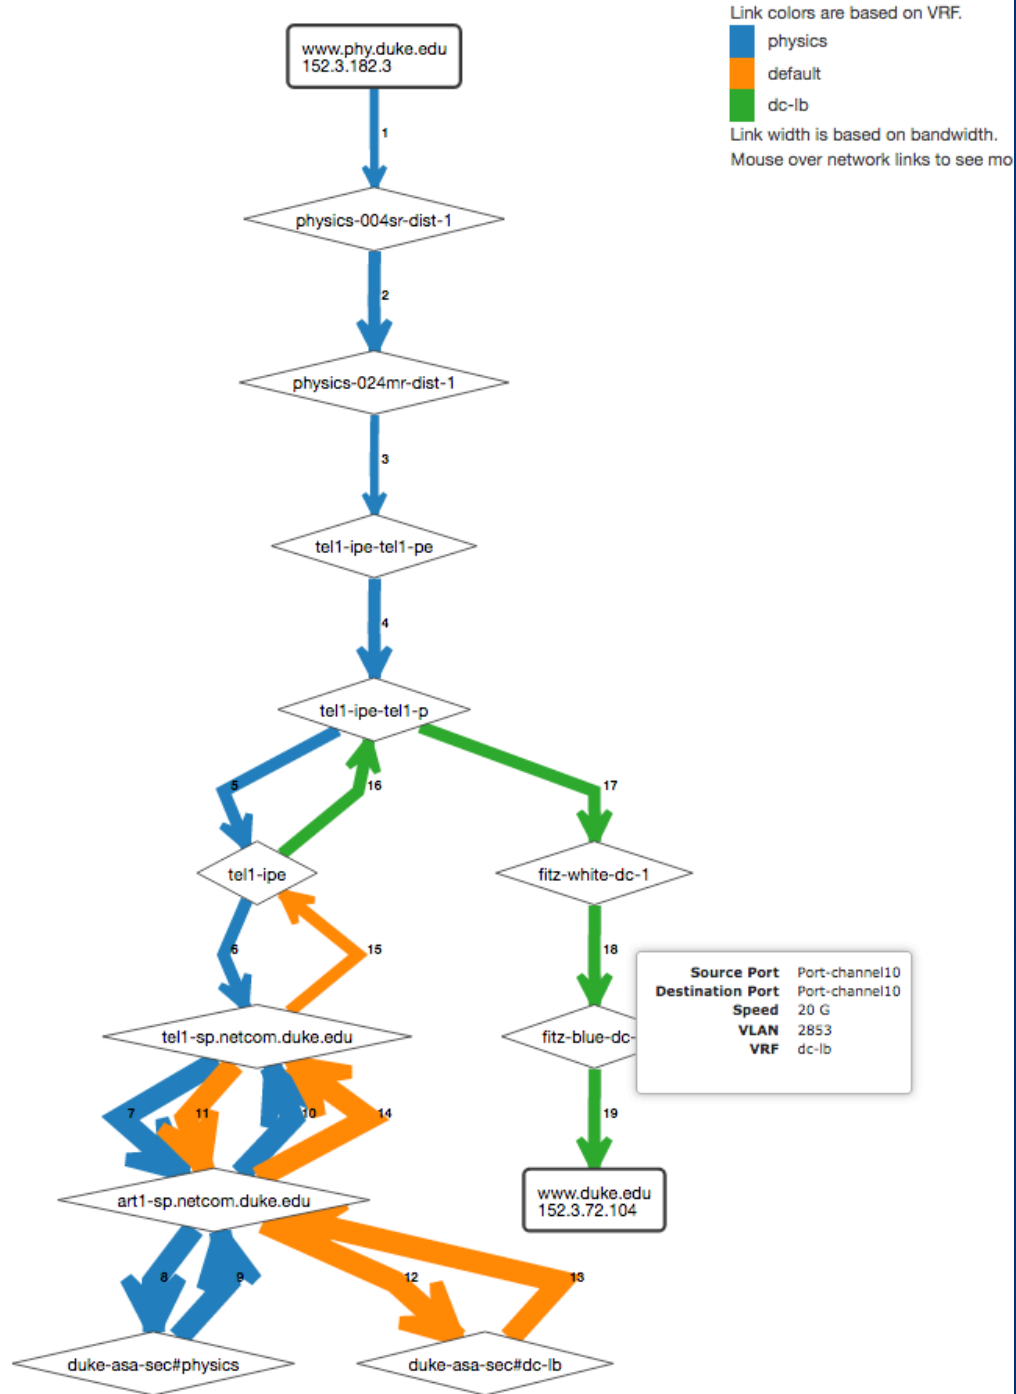 Link colors are based on VRF.
physics
default
dc-lb
Link width is based on bandwidth.
Mouse over network links to see mo
www.phy.duke.edu
152.3.182.3
1
physics-004sr-dist-1
2
physics-024mr-dist-1
3
tel1-ipe-tel1-pe
4
tel1-ipe-tel1-p
5
16
17
tel1-ipe
fitz-white-dc-1
6
15
18
Source Port Port-channel10
Destination Port Port-channel10
Speed 20 G
VLAN 2853
VRF dc-lb
tel1-sp.netcom.duke.edu
fitz-blue-dc-
7
11
10
14
19
art1-sp.netcom.duke.edu
www.duke.edu
152.3.72.104
8
9
12
13
duke-asa-sec#physics
duke-asa-sec#dc-lb